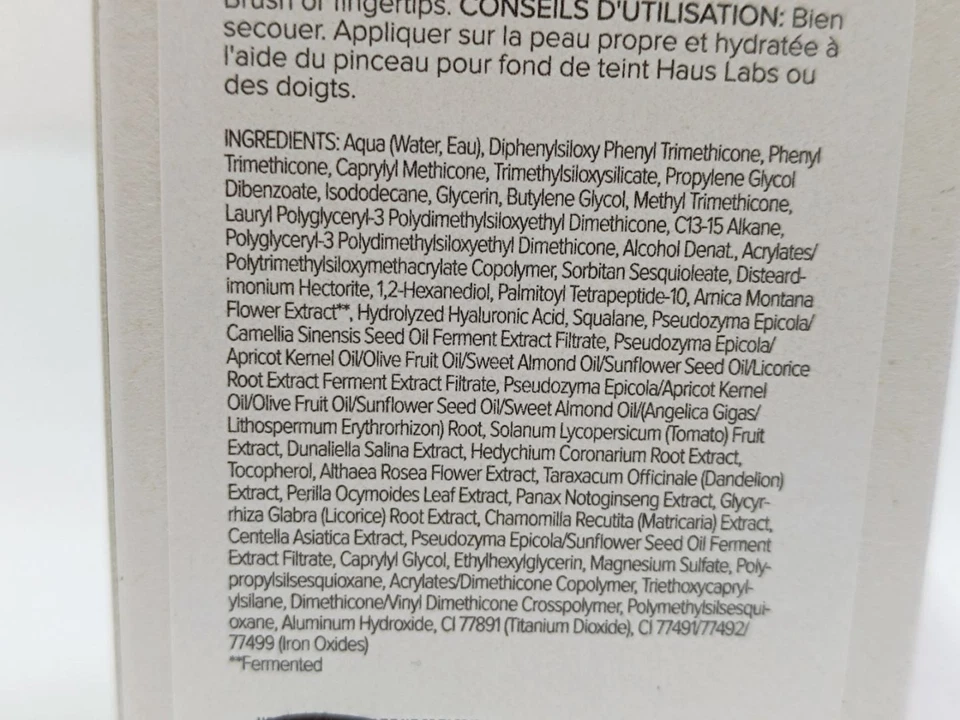 Brush or fingertips. CONSEILS D'UTILISATION: Bien
secouer. Appliquer sur la peau propre et hydratée à
l'aide du pinceau pour fond de teint Haus Labs ou
des doigts.
INGREDIENTS: Aqua (Water, Eau), Diphenylsiloxy Phenyl Trimethicone, Phenyl
Trimethicone, Caprylyl Methicone, Trimethylsiloxysilicate, Propylene Glycol
Dibenzoate, Isododecane, Glycerin, Butylene Glycol, Methyl Trimethicone,
Lauryl Polyglyceryl-3 Polydimethylsiloxyethyl Dimethicone, C13-15 Alkane,
Polyglyceryl-3 Polydimethylsiloxyethyl Dimethicone, Alcohol Denat., Acrylates/
Polytrimethylsiloxymethacrylate Copolymer, Sorbitan Sesquioleate, Disteard-
imonium Hectorite, 1,2-Hexanediol, Palmitoyl Tetrapeptide-10, Arnica Montana
Flower Extract**, Hydrolyzed Hyaluronic Acid, Squalane, Pseudozyma Epicola/
Camellia Sinensis Seed Oil Ferment Extract Filtrate, Pseudozyma Epicola/
Apricot Kernel Oil/Olive Fruit Oil/Sweet Almond Oil/Sunflower Seed Oil/Licorice
Root Extract Ferment Extract Filtrate, Pseudozyma Epicola/Apricot Kernel
Oil/Olive Fruit Oil/Sunflower Seed Oil/Sweet Almond Oil/(Angelica Gigas/
Lithospermum Erythrorhizon) Root, Solanum Lycopersicum (Tomato) Fruit
Extract, Dunaliella Salina Extract, Hedychium Coronarium Root Extract,
Tocopherol, Althaea Rosea Flower Extract, Taraxacum Officinale (Dandelion)
Extract, Perilla Ocymoides Leaf Extract, Panax Notoginseng Extract, Glycyr-
rhiza Glabra (Licorice) Root Extract, Chamomilla Recutita (Matricaria) Extract,
Centella Asiatica Extract, Pseudozyma Epicola/Sunflower Seed Oil Ferment
Extract Filtrate, Caprylyl Glycol, Ethylhexylglycerin, Magnesium Sulfate, Poly-
propylsilsesquioxane, Acrylates/Dimethicone Copolymer, Triethoxycapryl-
ylsilane, Dimethicone/Vinyl Dimethicone Crosspolymer, Polymethylsilsesqui-
oxane, Aluminum Hydroxide, CI 77891 (Titanium Dioxide), CI 77491/77492/
77499 (Iron Oxides)
**Fermented